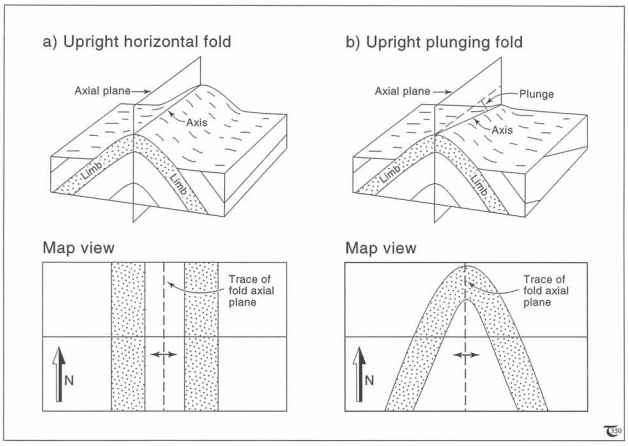 a) Upright horizontal fold
Axial plane
Axis
Limb
Limb
Map view
Trace of
fold axial
plane
N
b) Upright plunging fold
Axial plane
Plunge
Axis
Limb
Limb
Map view
Trace of
fold axial
plane
N